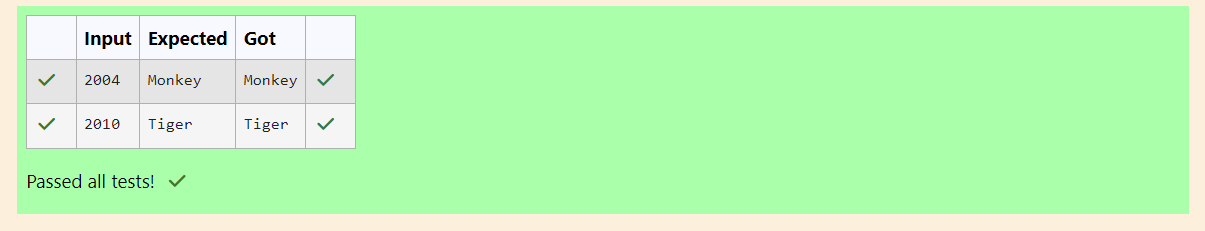 Input Expected Got
2004 Monkey Monkey
2010 Tiger Tiger
Passed all tests!